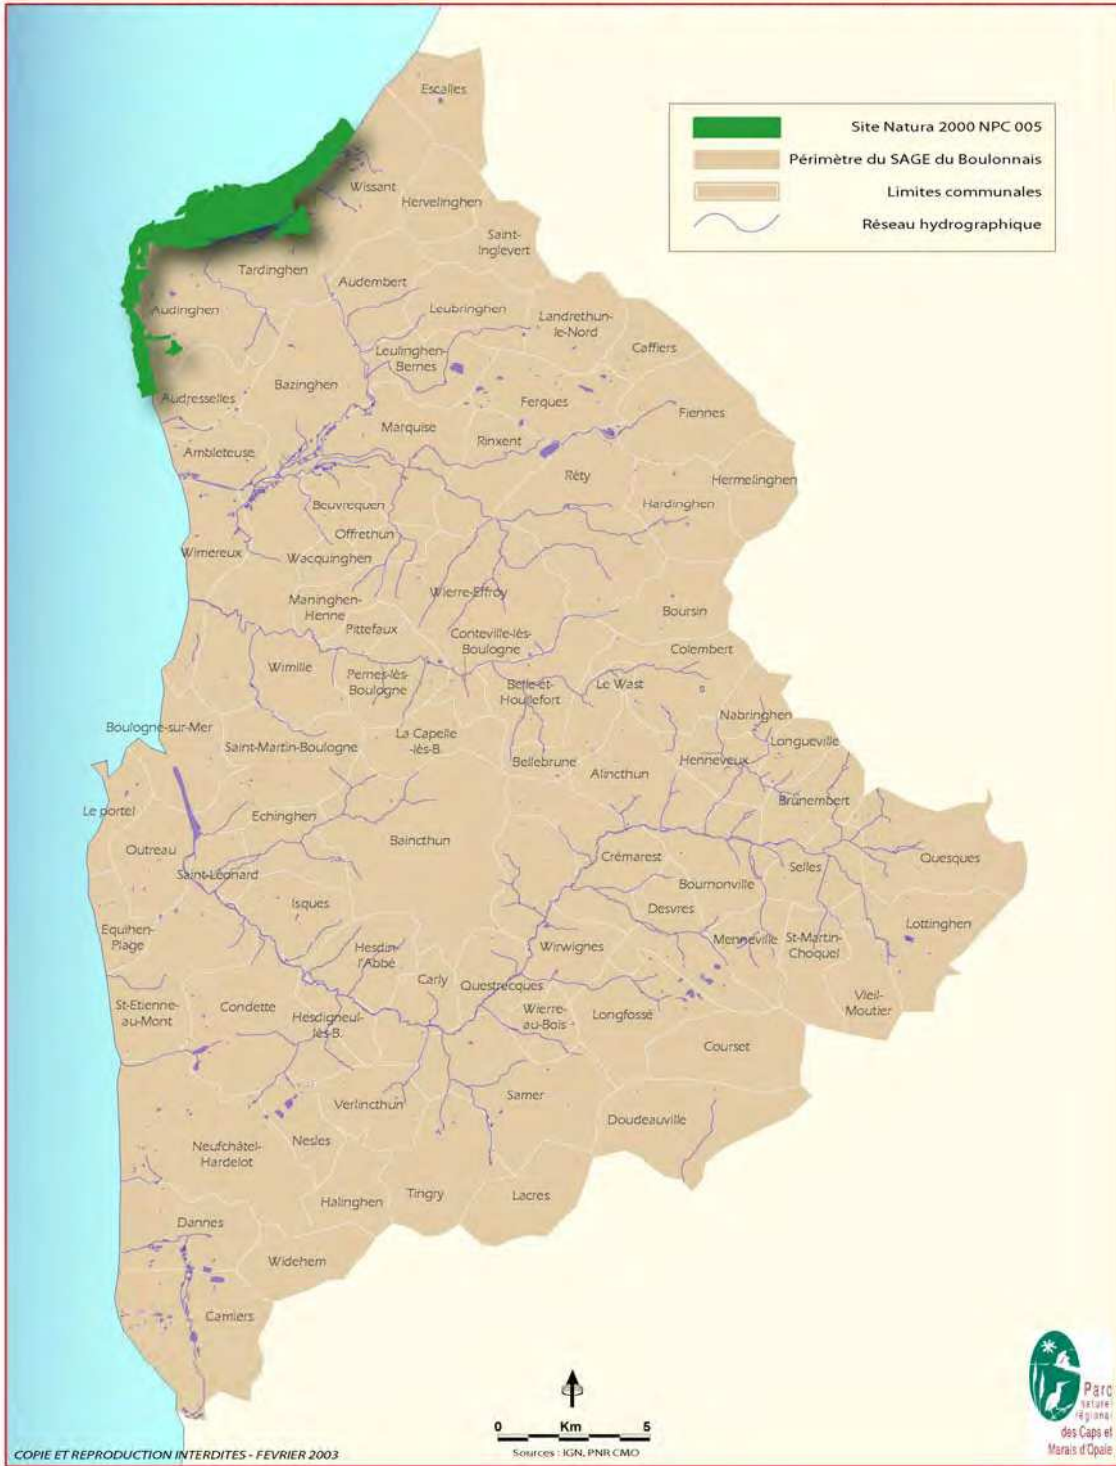 Escalles
Site Natura 2000 NPC 005
Périmètre du SAGE du Boulonnais
Limites communales
Réseau hydrographique
Wissant
Hervelinghen
Saint-
Inglevert
Tardinghen
Audembert
Audinghen
Leubringhen
Landrethun-
le-Nord
Caffiers
Leulinghen-
Bernes
Bazinghen
Audresselles
Ferques
Fiennes
Marquise
Rinxent
Ambleteuse
Réty
Hermelinghen
Beuvrequen
Hardinghen
Offrethun
Wimereux
Wacquinghen
Wierre-Effroy
Maninghen-
Henne
Boursin
Pittefaux
Conteville-lès-
Boulogne
Colembert
Wimille
Pernes-lès-
Boulogne
Belle-et-
Houllefort
Le Wast
Nabringhen
Boulogne-sur-Mer
La Capelle
-lès-B.
Saint-Martin-Boulogne
Longueville
Henneveux
Bellebrune
Alincthun
Brûnembert
Le portel
Echinghen
Baincthun
Outreau
Crémarest
Quesques
Selles
Saint-Léonard
Bournonville
Isques
Desvres
Lottinghen
Equihen-
Plage
Hesdin-
l'Abbé
Wirwignes
Menneville
St-Martin-
Choquel
Carly
Questrecques
St-Etienne-
au-Mont
Condette
Hesdigneul-
lès-B.
Wierre-
au-Bois
Longfossé
Vieil-
Moutier
Courset
Verlincthun
Samer
Doudeauville
Neufchâtel-
Hardelot
Nesles
Halinghen
Tingry
Lacres
Dannes
Widehem
Camiers
Parc
naturel
régional
des Caps et
Marais d'Opale
0 Km 5
Sources : IGN, PNR CMO
COPIE ET REPRODUCTION INTERDITES - FEVRIER 2003